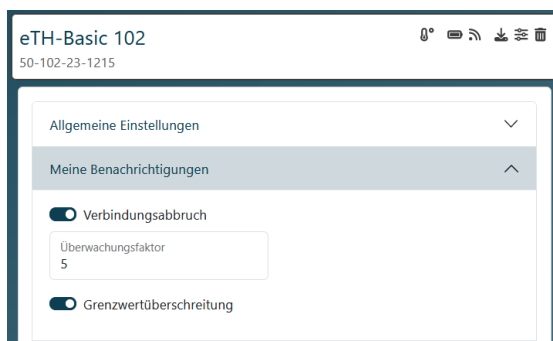 eTH-Basic 102
50-102-23-1215
Allgemeine Einstellungen
Meine Benachrichtigungen
Verbindungsabbruch
Überwachungsfaktor
5
Grenzwertüberschreitung